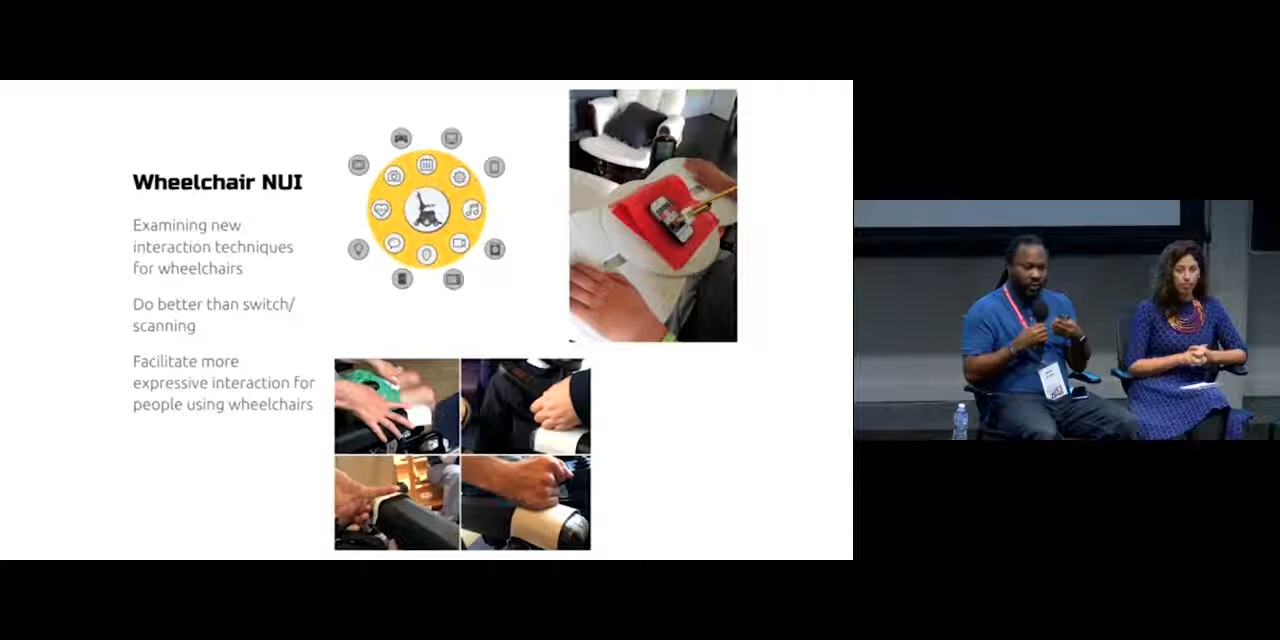 Wheelchair NUI
Examining new
interaction techniques
for wheelchairs
Do better than switch/
scanning
Facilitate more
expressive interaction for
people using wheelchairs